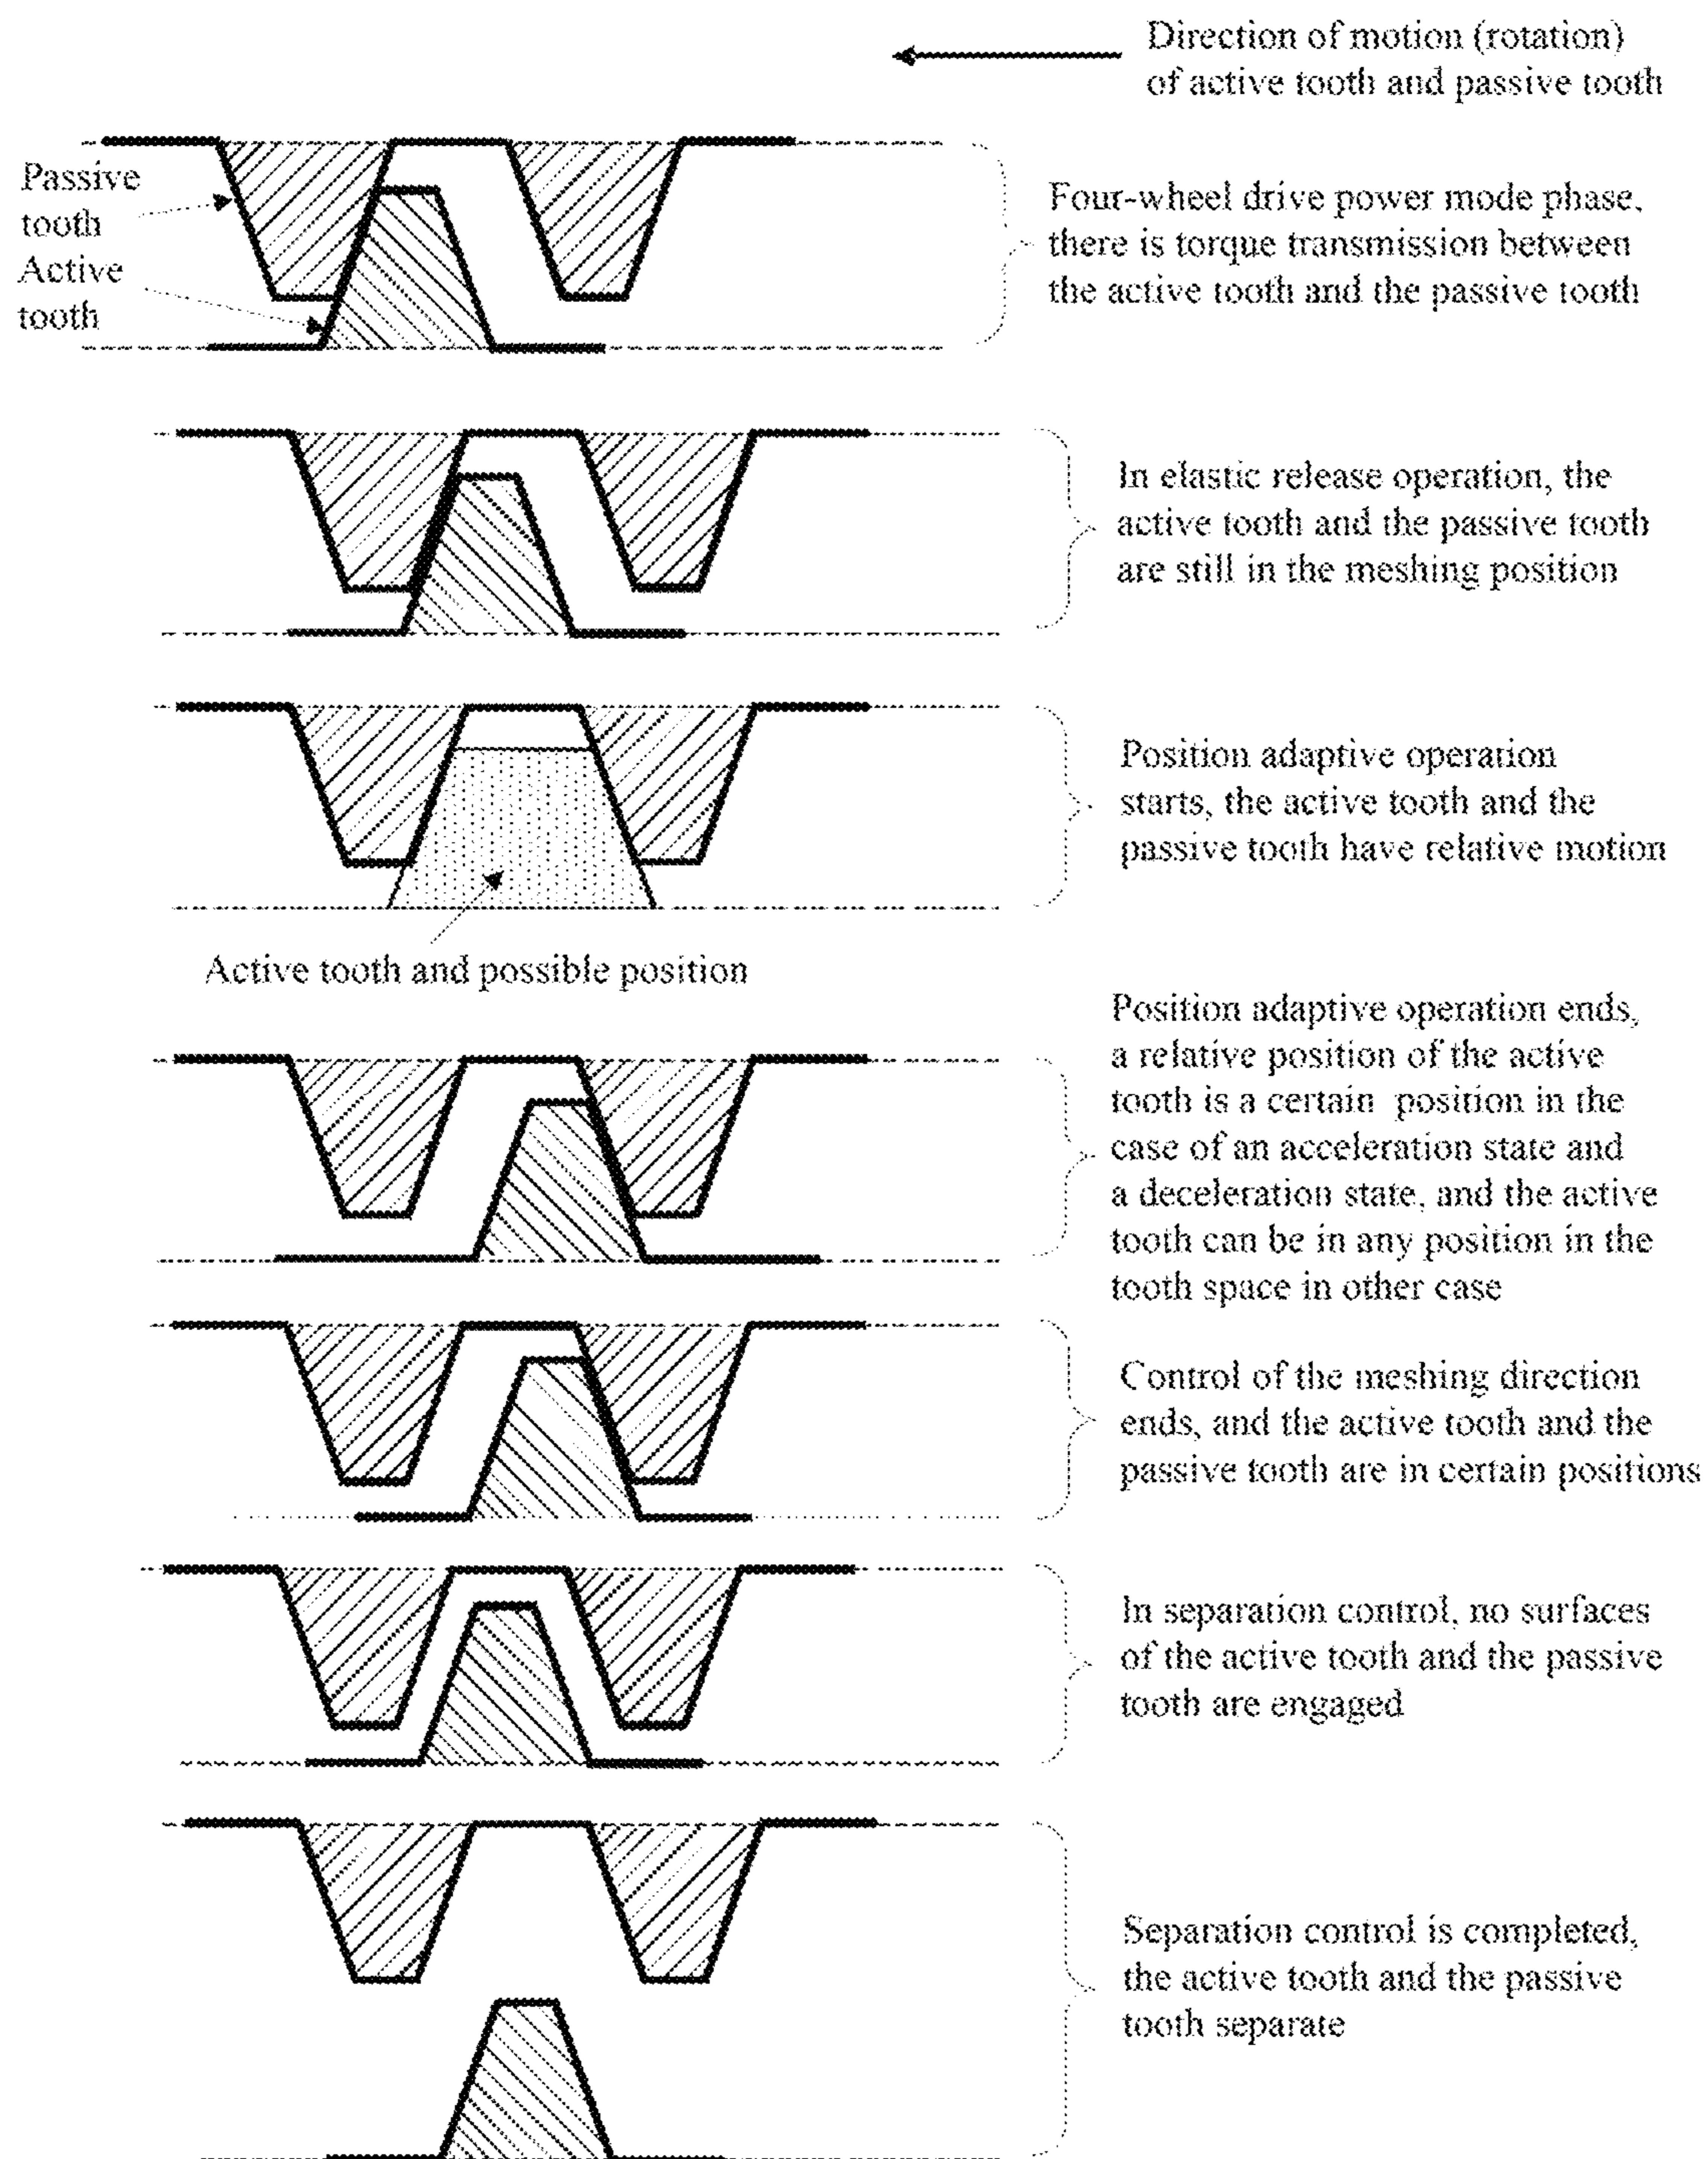 Direction of motion (rotation)
of active tooth and passive tooth
Passive
tooth
Active
tooth
Four-wheel drive power mode phase,
there is torque transmission between
the active tooth and the passive tooth
In elastic release operation, the
active tooth and the passive tooth
are still in the meshing position
Position adaptive operation
starts, the active tooth and the
passive tooth have relative motion
Active tooth and possible position
Position adaptive operation ends,
a relative position of the active
tooth is a certain position in the
case of an acceleration state and
a deceleration state, and the active
tooth can be in any position in the
tooth space in other case
Control of the meshing direction
ends, and the active tooth and the
passive tooth are in certain positions
In separation control, no surfaces
of the active tooth and the passive
tooth are engaged
Separation control is completed,
the active tooth and the passive
tooth separate